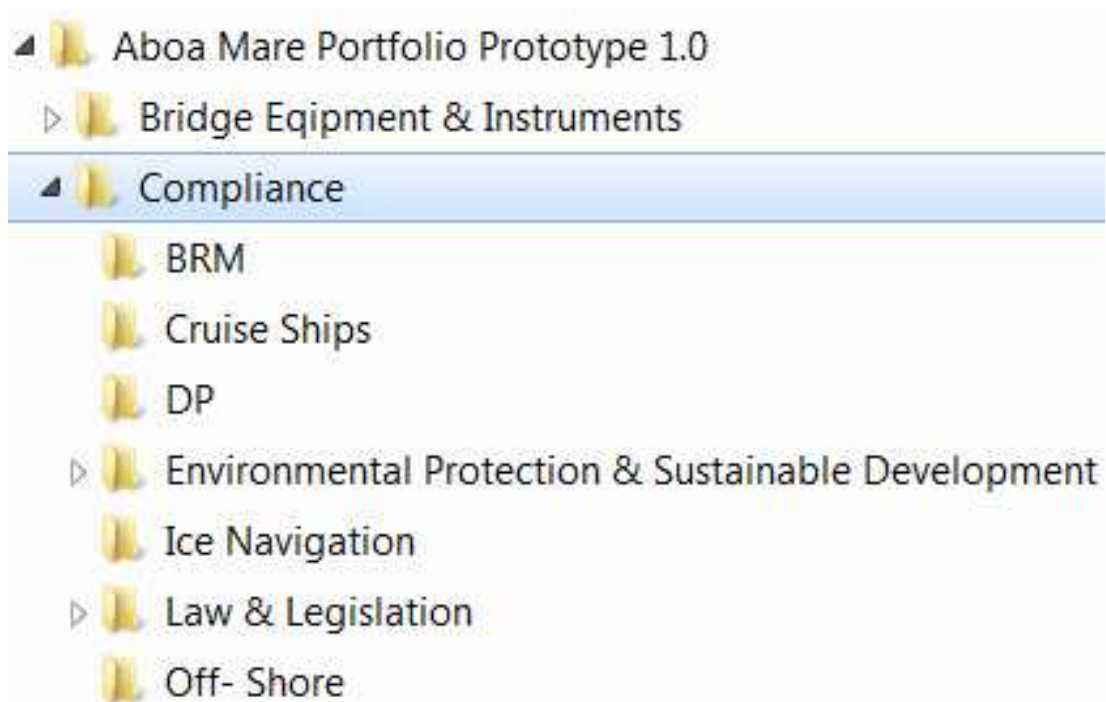 Aboa Mare Portfolio Prototype 1.0
Bridge Eqipment & Instruments
Compliance
BRM
Cruise Ships
DP
Environmental Protection & Sustainable Development
Ice Navigation
Law & Legislation
Off- Shore